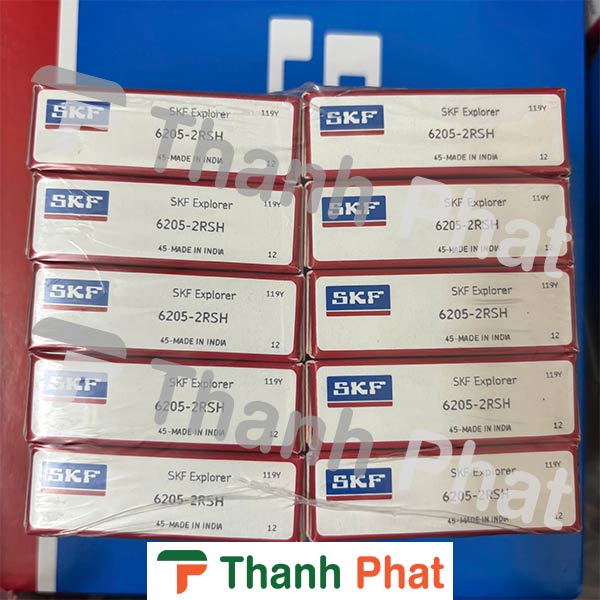 SKF
SKF Explorer
119Y
6205-2RSH
45-MADE IN INDIA
12
SKF
SKF Explorer
119Y
6205-2RSH
45-MADE IN INDIA
12
SKF
SKF Explorer
119Y
6205-2RSH
45-MADE IN INDIA
12
SKF
SKF Explorer
119Y
6205-2RSH
45-MADE IN INDIA
12
SKF
SKF Explorer
119Y
6205-2RSH
45-MADE IN INDIA
12
SKF
SKF Explorer
119Y
6205-2RSH
45-MADE IN INDIA
12
SKF
SKF Explorer
119Y
6205-2RSH
45-MADE IN INDIA
12
SKF
SKF Explorer
119Y
6205-2RSH
45-MADE IN INDIA
12
SKF
SKF Explorer
119Y
6205-2RSH
45-MADE IN INDIA
12
SKF
SKF Explorer
119Y
6205-2RSH
45-MADE IN INDIA
12
Thanh Phat
Thanh Phat
Thanh Phat